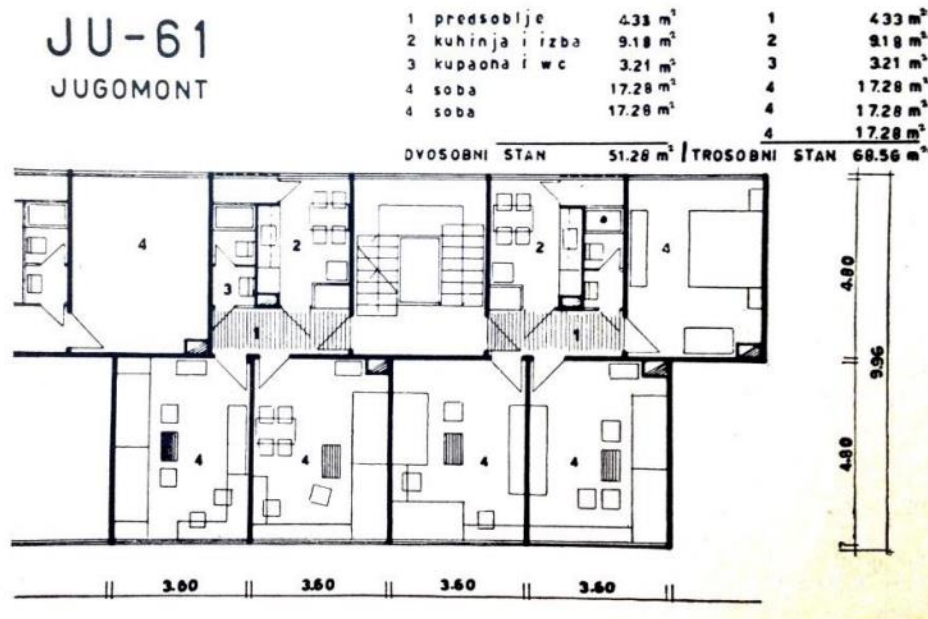 JU-61
JUGOMONT
1 predsoblje 4.33 m²
2 kuhinja i izba 9.18 m²
3 kupaona i wc 3.21 m²
4 soba 17.28 m²
4 soba 17.28 m²
DVOSOBNI STAN 51.28 m²
1 4.33 m²
2 9.18 m²
3 3.21 m²
4 17.28 m²
4 17.28 m²
4 17.28 m²
TROSOBNI STAN 68.56 m²
4 2 2 4
3
1 1
4 4 4 4
4.80
9.96
4.80
3.60 3.60 3.60 3.60